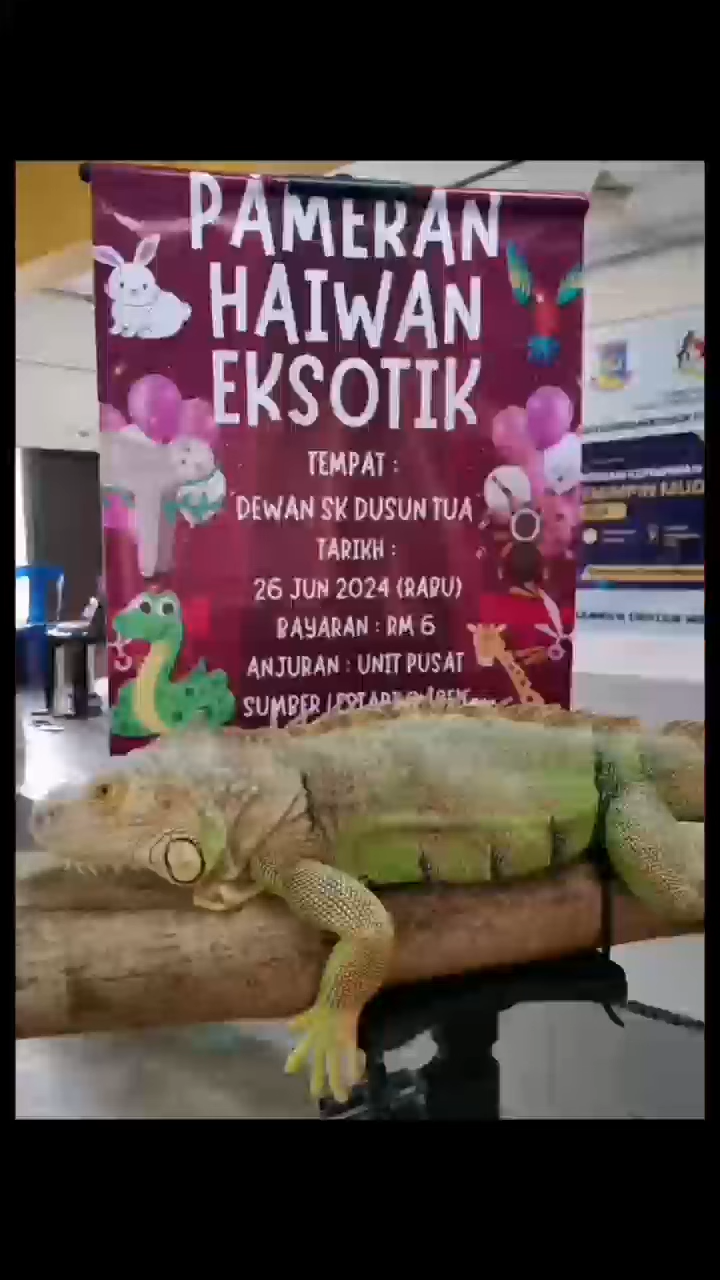 PAMERAN
HAIWAN
EKSOTIK
TEMPAT :
DEWAN SK DUSUN TUA
TARIKH :
26 JUN 2024 (RABU)
BAYARAN : RM 6
ANJURAN : UNIT PUSAT
SUMBER